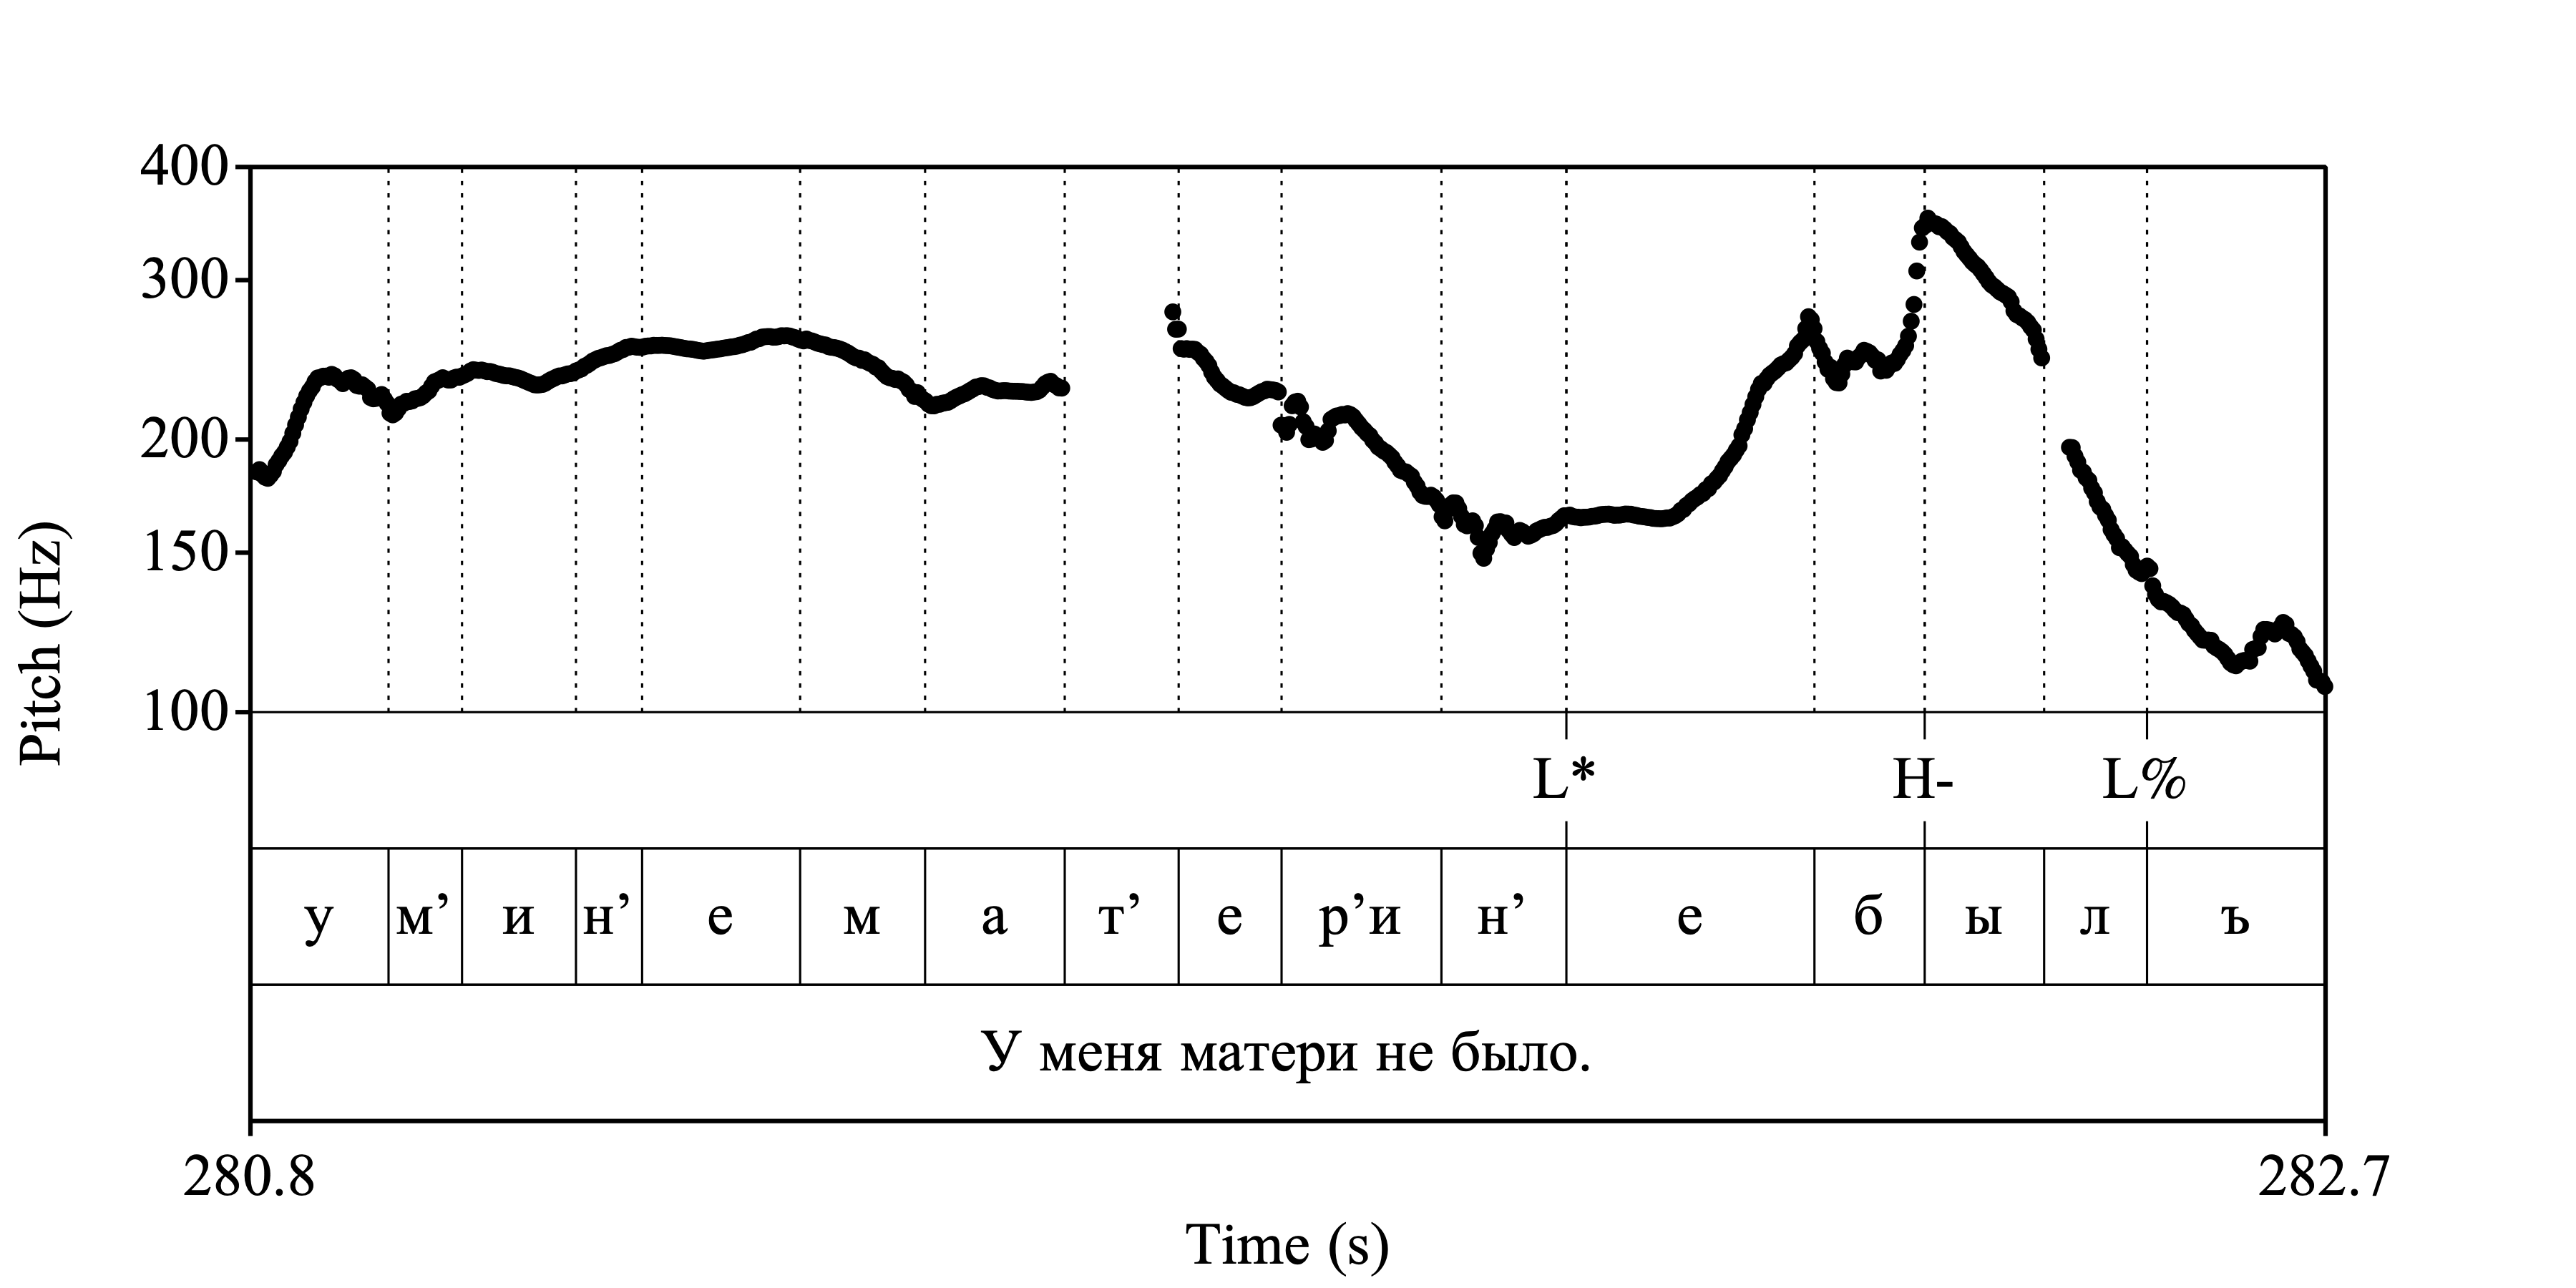 400
300
200
150
100
Pitch (Hz)
L* H- L%
у м’ и н’ е м а т’ е р’и н’ е б ы л ъ
У меня матери не было.
280.8 282.7
Time (s)